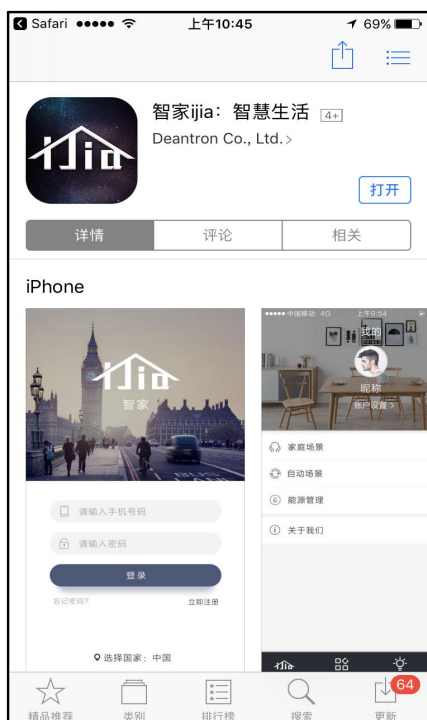 Safari 上午10:45 69%
智家ijia：智慧生活 4+
Deantron Co., Ltd. >
打开
详情 评论 相关
iPhone
iJia
智家
请输入手机号码
请输入密码
登录
忘记密码? 立即注册
选择国家：中国
中国移动 4G 上午9:54
我的
昵称
账户设置 >
家庭场景
自动场景
能源管理
关于我们
iJia
64
精品推荐 类别 排行榜 搜索 更新